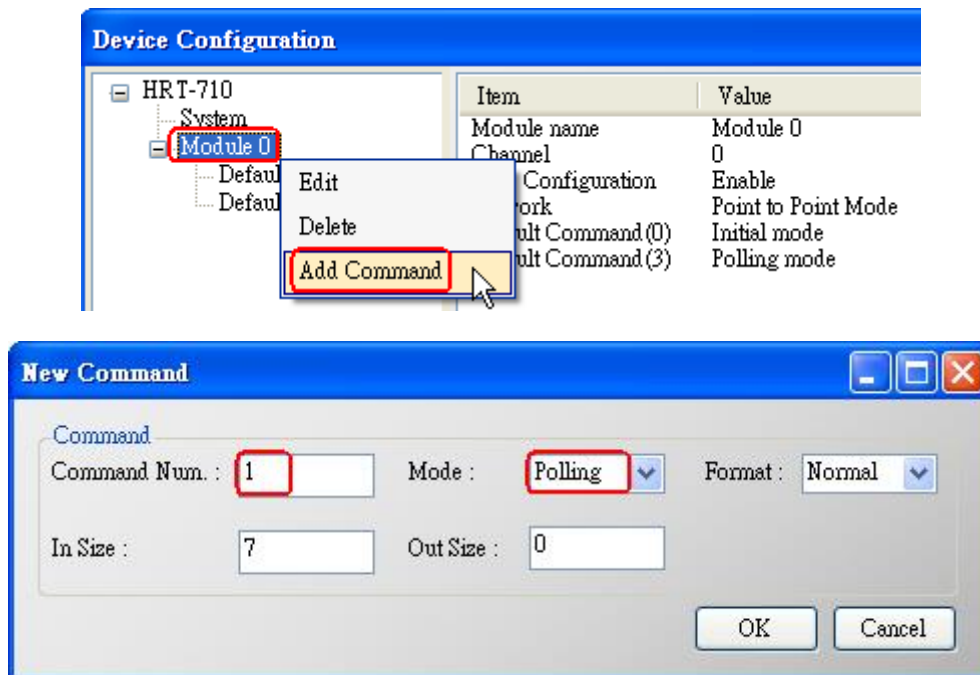 Device Configuration
HRT-710
System
Module 0
Defaul
Defaul
Edit
Delete
Add Command
Item Value
Module name Module 0
Channel 0
Configuration Enable
ork Point to Point Mode
ult Command(0) Initial mode
ult Command(3) Polling mode
New Command
Command
Command Num. : 1 Mode : Polling Format : Normal
In Size : 7 Out Size : 0
OK Cancel